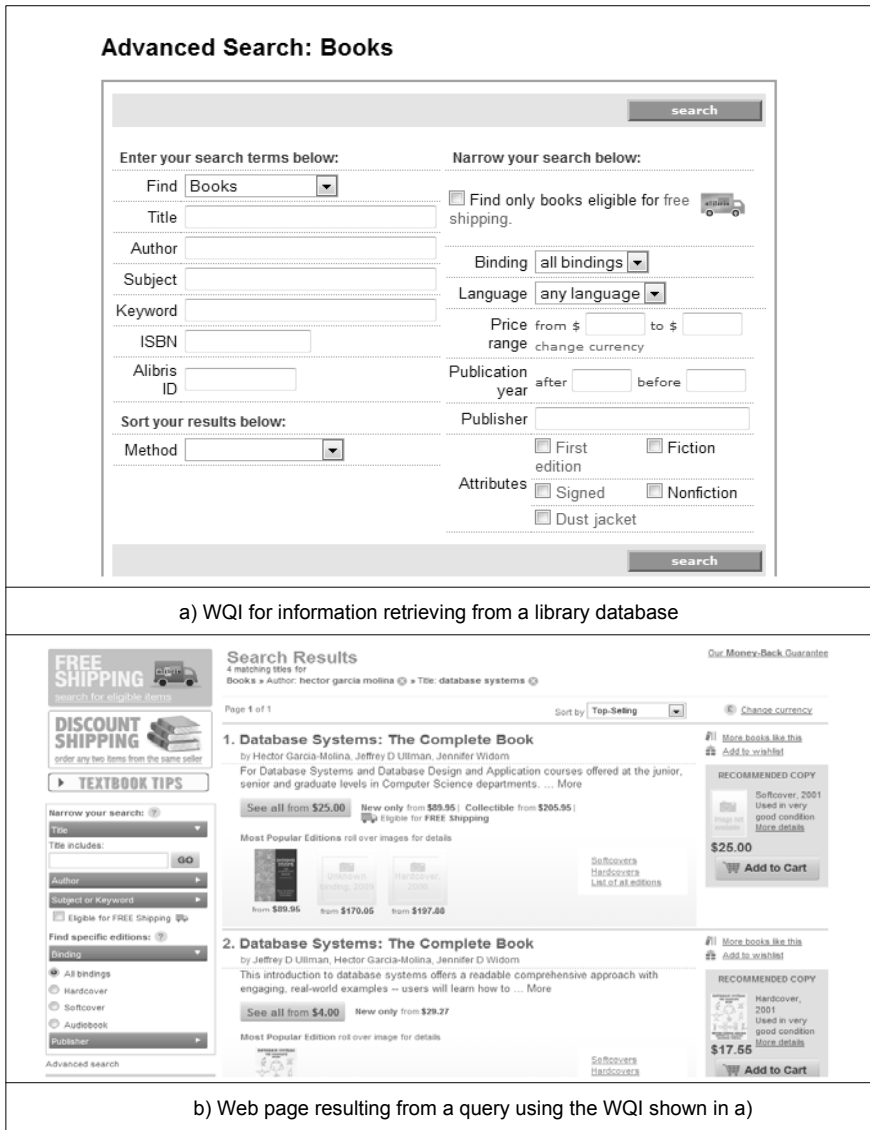 Advanced Search: Books
search
Enter your search terms below:
Find Books
Title
Author
Subject
Keyword
ISBN
Alibris
ID
Sort your results below:
Method
Narrow your search below:
Find only books eligible for free
shipping.
Binding all bindings
Language any language
Price from $ to $
range change currency
Publication
year after before
Publisher
Attributes
First
edition
Fiction
Signed
Nonfiction
Dust jacket
search
a) WQI for information retrieving from a library database
FREE
SHIPPING
search for eligible items
DISCOUNT
SHIPPING
order any two items from the same seller
TEXTBOOK TIPS
Narrow your search: ?
Title
Title includes:
GO
Author
Subject or Keyword
Eligible for FREE Shipping
Find specific editions: ?
Binding
All bindings
Hardcover
Softcover
Audiobook
Publisher
Advanced search
Search Results
4 matching titles for
Books » Author: hector garcia molina » Title: database systems
Our Money-Back Guarantee
Page 1 of 1
Sort by Top-Selling
Change currency
1. Database Systems: The Complete Book
by Hector Garcia-Molina, Jeffrey D Ullman, Jennifer Widom
For Database Systems and Database Design and Application courses offered at the junior,
senior and graduate levels in Computer Science departments. ... More
See all from $25.00 New only from $89.95 | Collectible from $205.95 |
Eligible for FREE Shipping
Most Popular Editions roll over images for details
Unknown
binding, 2005
Hardcover,
2000
from $89.95 from $170.05 from $197.80
Softcovers
Hardcovers
List of all editions
More books like this
Add to wishlist
RECOMMENDED COPY
Image not
available
Softcover, 2001
Used in very
good condition
More details
$25.00
Add to Cart
2. Database Systems: The Complete Book
by Jeffrey D Ullman, Hector Garcia-Molina, Jennifer D Widom
This introduction to database systems offers a readable comprehensive approach with
engaging, real-world examples -- users will learn how to ... More
See all from $4.00 New only from $29.27
Most Popular Edition roll over image for details
Softcovers
Hardcovers
More books like this
Add to wishlist
RECOMMENDED COPY
Hardcover,
2001
Used in very
good condition
More details
$17.55
Add to Cart
b) Web page resulting from a query using the WQI shown in a)